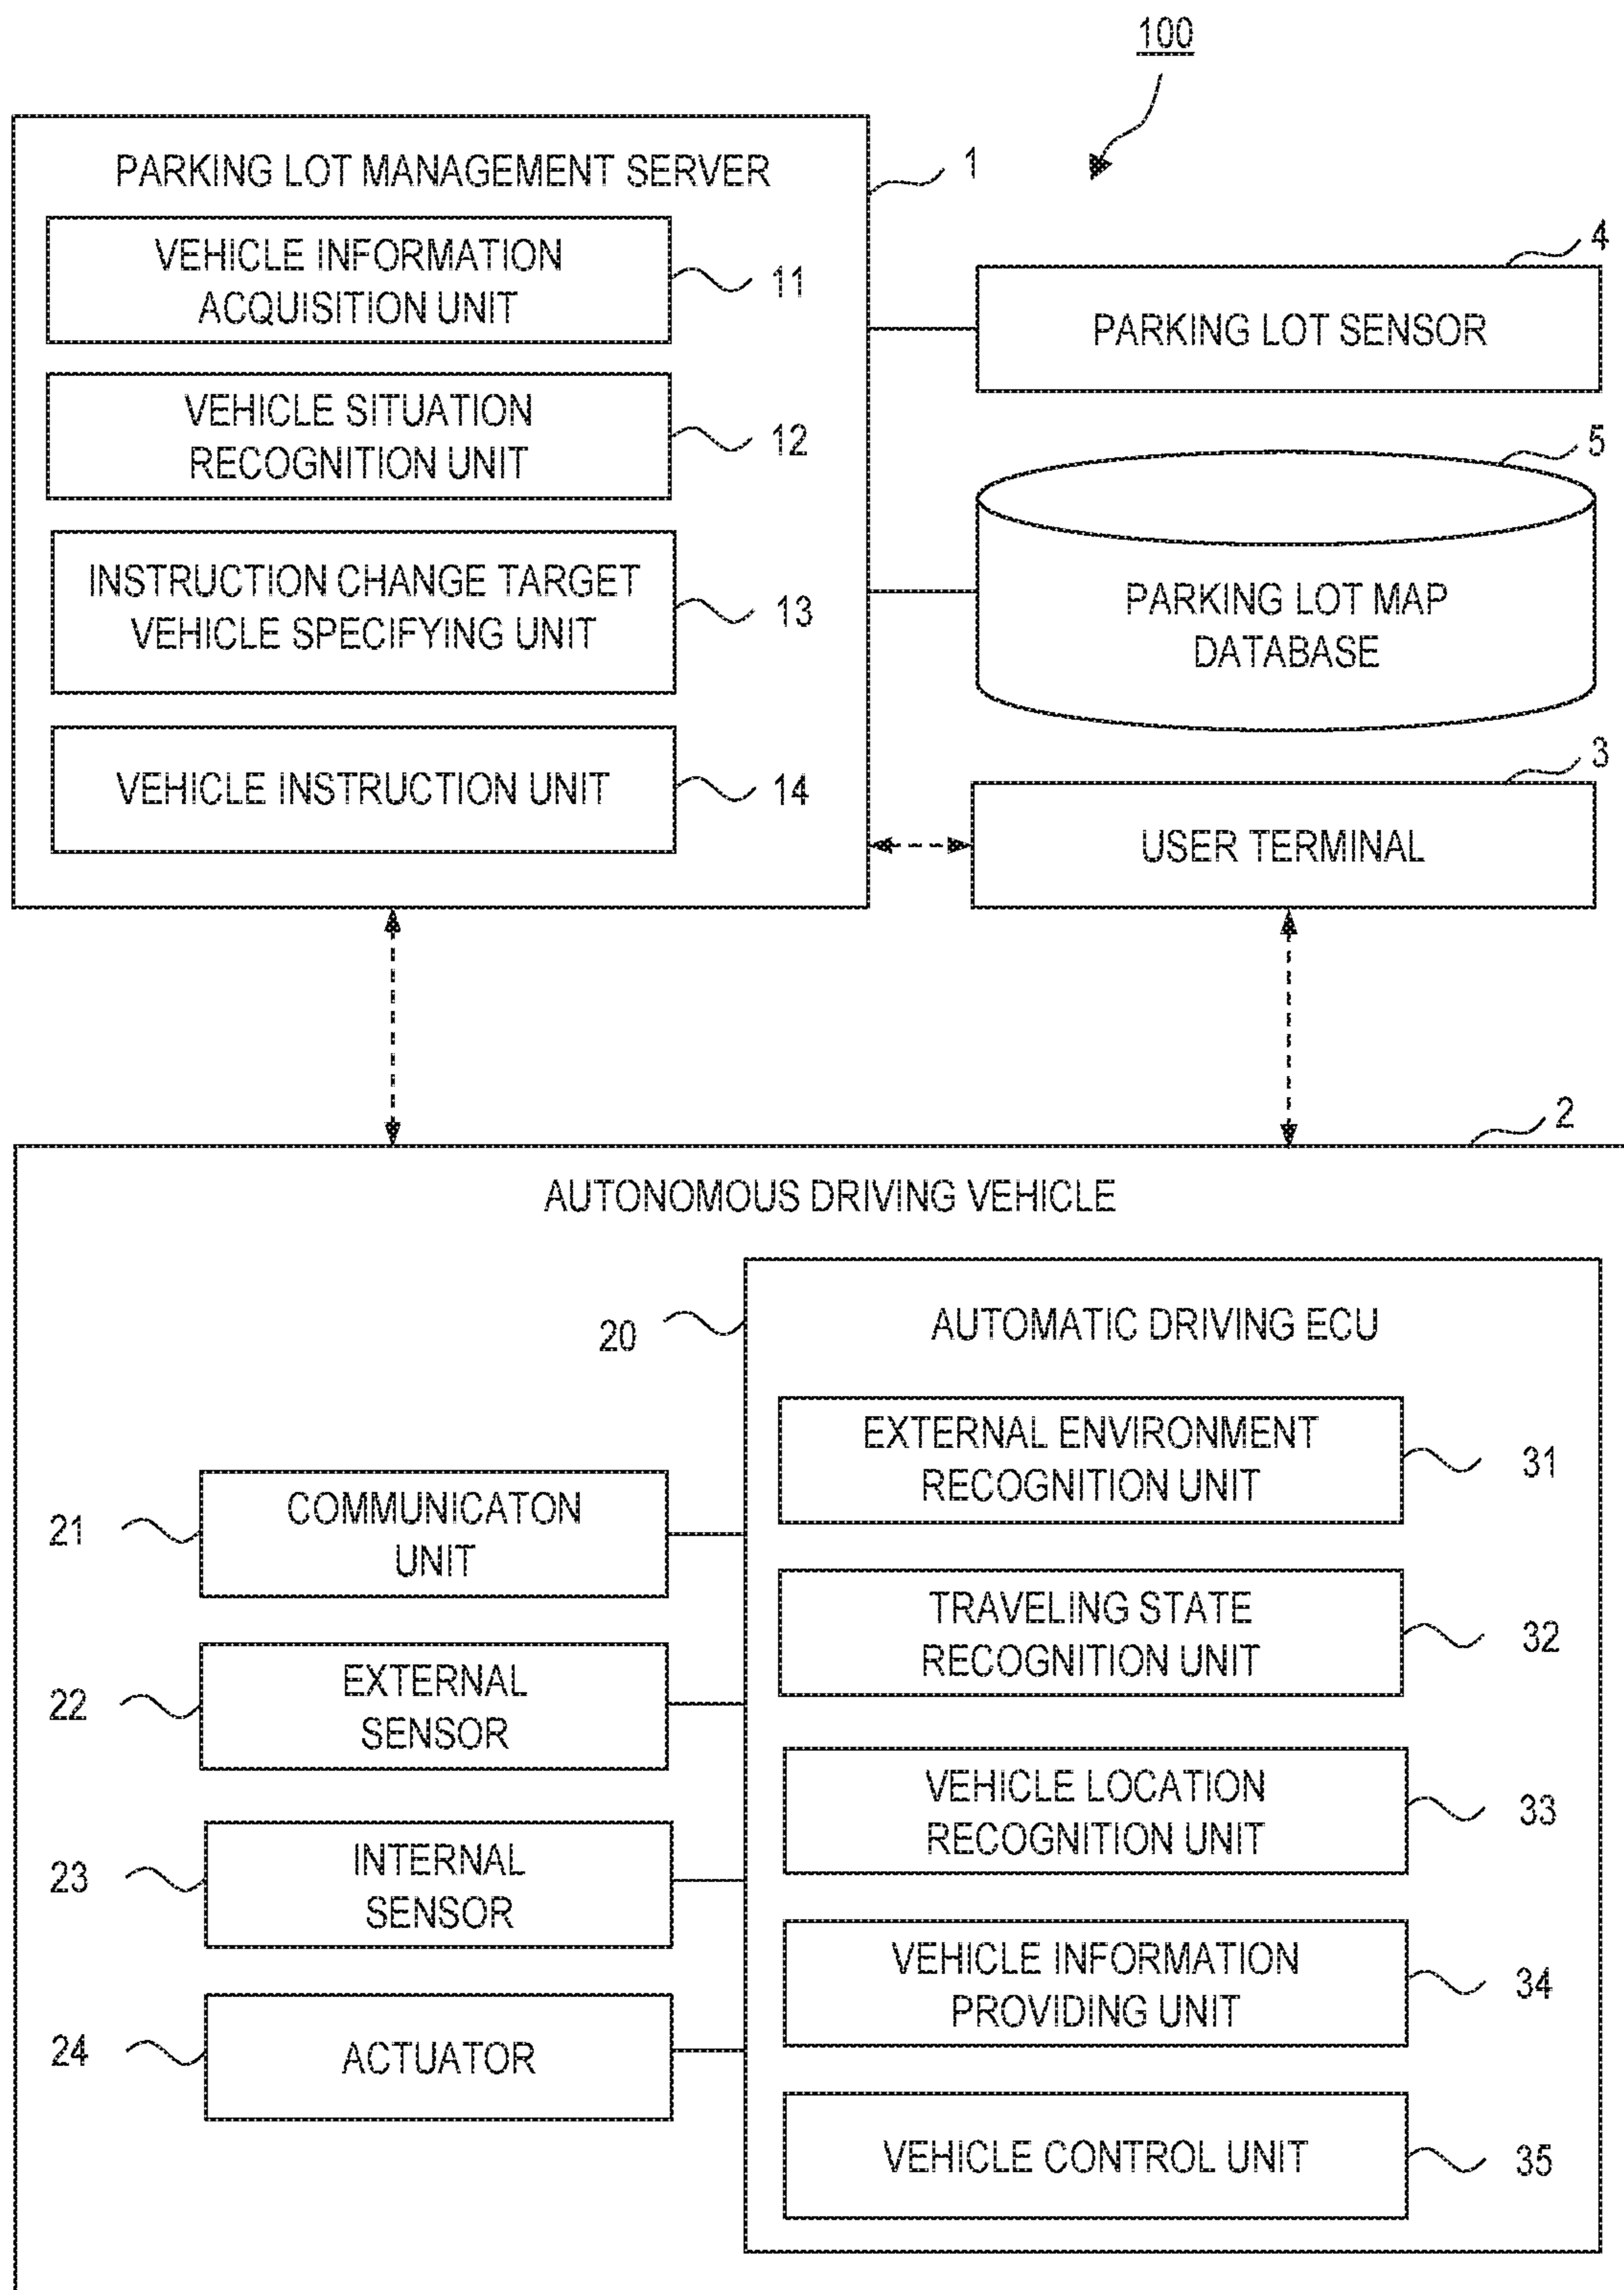 100
PARKING LOT MANAGEMENT SERVER
1
VEHICLE INFORMATION
ACQUISITION UNIT
11
VEHICLE SITUATION
RECOGNITION UNIT
12
INSTRUCTION CHANGE TARGET
VEHICLE SPECIFYING UNIT
13
VEHICLE INSTRUCTION UNIT
14
4
PARKING LOT SENSOR
5
PARKING LOT MAP
DATABASE
3
USER TERMINAL
2
AUTONOMOUS DRIVING VEHICLE
20
AUTOMATIC DRIVING ECU
21
COMMUNICATON
UNIT
22
EXTERNAL
SENSOR
23
INTERNAL
SENSOR
24
ACTUATOR
EXTERNAL ENVIRONMENT
RECOGNITION UNIT
31
TRAVELING STATE
RECOGNITION UNIT
32
VEHICLE LOCATION
RECOGNITION UNIT
33
VEHICLE INFORMATION
PROVIDING UNIT
34
VEHICLE CONTROL UNIT
35